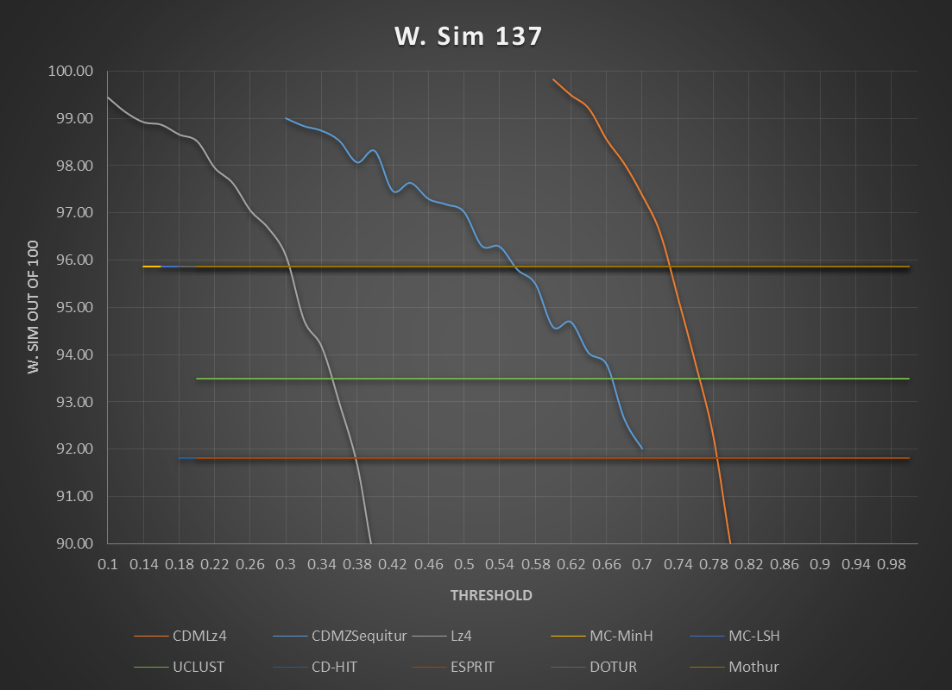 W. Sim 137
100.00
99.00
98.00
97.00
96.00
95.00
94.00
93.00
92.00
91.00
90.00
W. SIM OUT OF 100
0.1 0.14 0.18 0.22 0.26 0.3 0.34 0.38 0.42 0.46 0.5 0.54 0.58 0.62 0.66 0.7 0.74 0.78 0.82 0.86 0.9 0.94 0.98
THRESHOLD
CDMLz4 CDMZSequitur Lz4 MC-MinH MC-LSH
UCLUST CD-HIT ESPRIT DOTUR Mothur